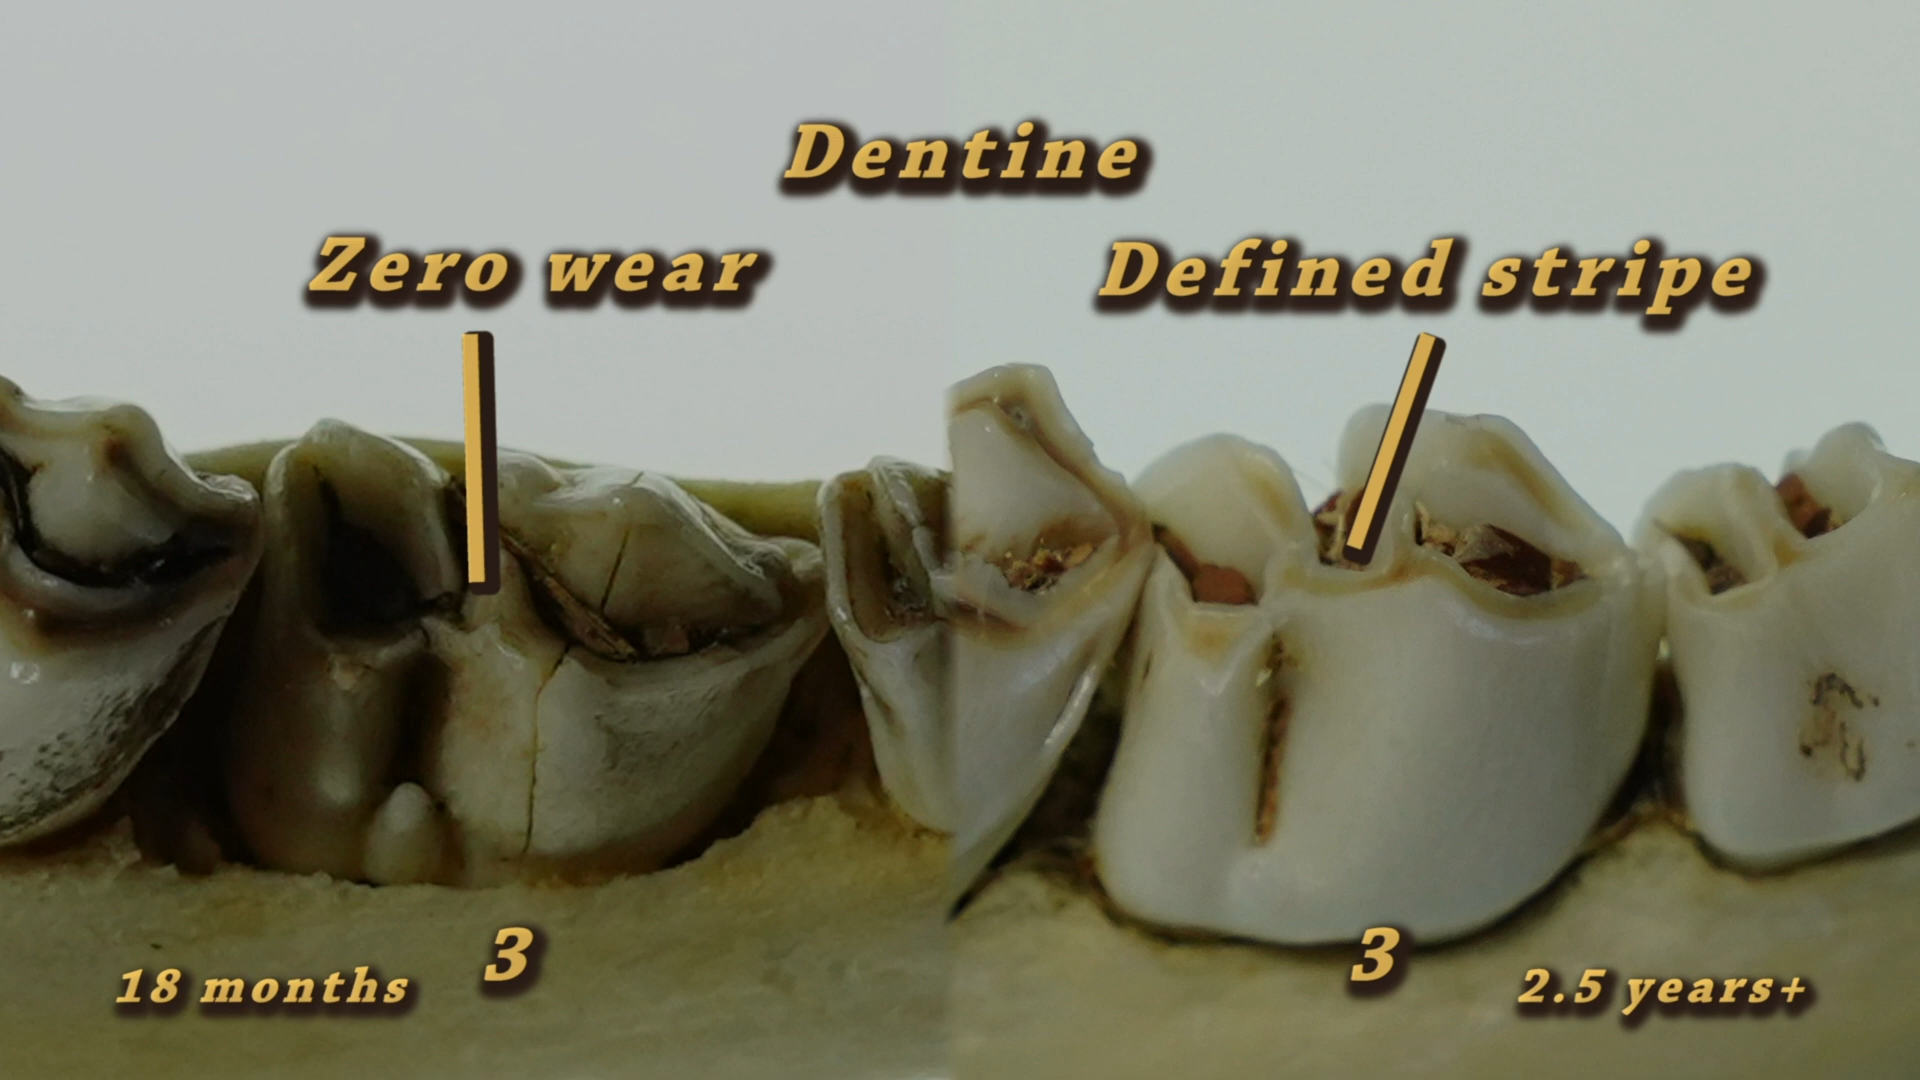 Dentine
Zero wear
Defined stripe
3
3
18 months
2.5 years+